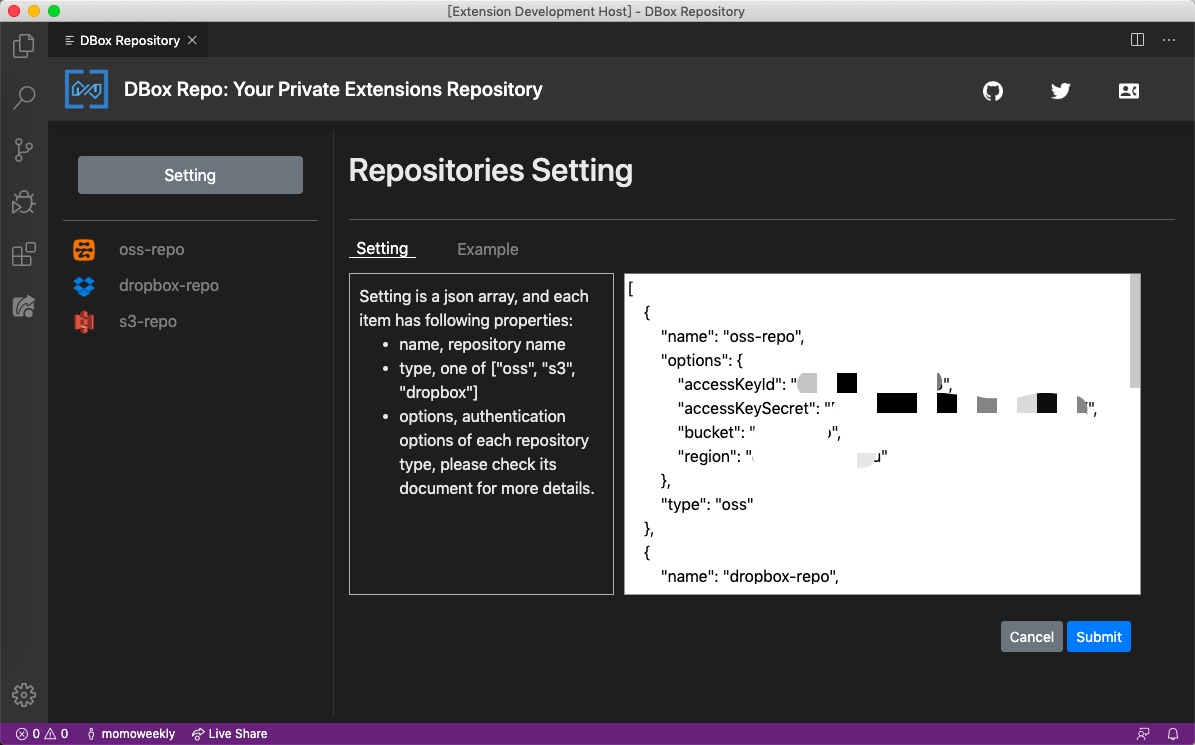 [Extension Development Host] - DBox Repository
DBox Repository
DBox Repo: Your Private Extensions Repository
Setting
oss-repo
dropbox-repo
s3-repo
Repositories Setting
Setting Example
Setting is a json array, and each
item has following properties:
• name, repository name
• type, one of ["oss", "s3",
"dropbox"]
• options, authentication
options of each repository
type, please check its
document for more details.
[
{
"name": "oss-repo",
"options": {
"accessKeyId": "
",
"accessKeySecret": "
",
"bucket": "
",
"region": "
"
},
"type": "oss"
},
{
"name": "dropbox-repo",
Cancel Submit
0 0 momoweekly Live Share